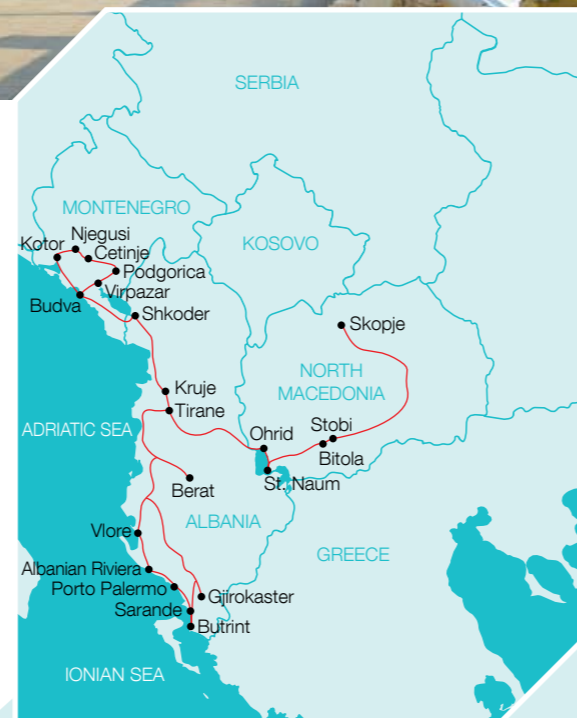 SERBIA
MONTENEGRO
KOSOVO
Njegusi
Kotor
Cetinje
Podgorica
Virpazar
Budva
Shkoder
Skopje
NORTH
MACEDONIA
Kruje
Tirane
ADRIATIC SEA
Ohrid
Stobi
Bitola
St. Naum
Berat
ALBANIA
Vlore
GREECE
Albanian Riviera
Porto Palermo
Gjirokaster
Sarande
Butrint
IONIAN SEA